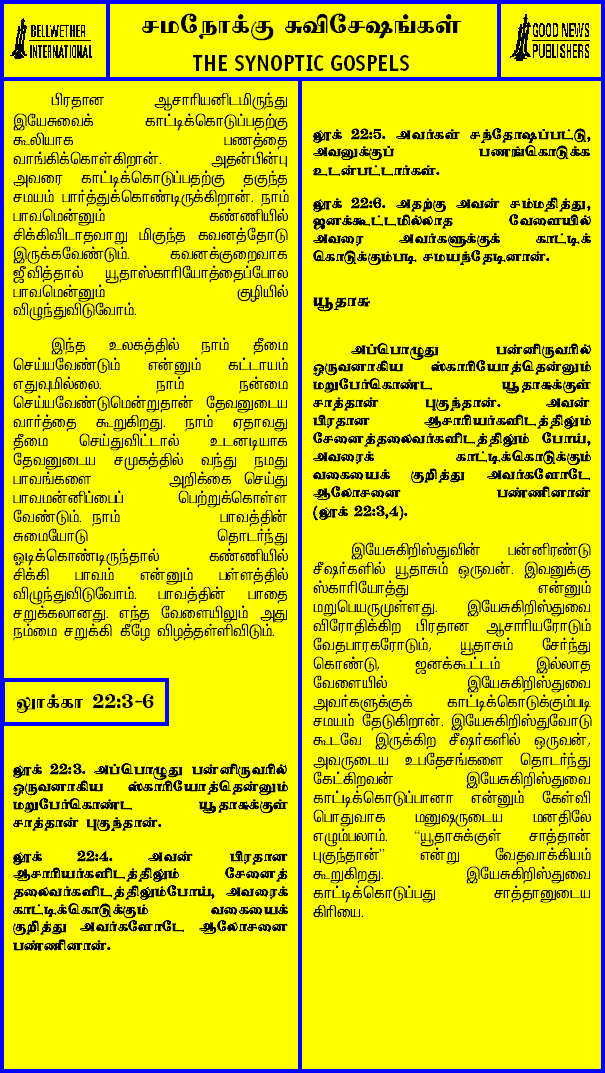 BELLWETHER
INTERNATIONAL
சமநோக்கு சுவிசேஷங்கள்
THE SYNOPTIC GOSPELS
GOOD NEWS
PUBLISHERS
பிரதான ஆசாரியனிடமிருந்து
இயேசுவைக் காட்டிக்கொடுப்பதற்கு
கூலியாக பணத்தை
வாங்கிக்கொள்கிறான். அதன்பின்பு
அவரை காட்டிக்கொடுப்பதற்கு தகுந்த
சமயம் பார்த்துக்கொண்டிருக்கிறான். நாம்
பாவமென்னும் கண்ணியில்
சிக்கிவிடாதவாறு மிகுந்த கவனத்தோடு
இருக்கவேண்டும். கவனக்குறைவாக
ஜீவித்தால் யூதாஸ்காரியோத்தைப்போல
பாவமென்னும் குழியில்
விழுந்துவிடுவோம்.
இந்த உலகத்தில் நாம் தீமை
செய்யவேண்டும் என்னும் கட்டாயம்
எதுவுமில்லை. நாம் நன்மை
செய்யவேண்டுமென்றுதான் தேவனுடைய
வார்த்தை கூறுகிறது. நாம் ஏதாவது
தீமை செய்துவிட்டால் உடனடியாக
தேவனுடைய சமுகத்தில் வந்து நமது
பாவங்களை அறிக்கை செய்து
பாவமன்னிப்பைப் பெற்றுக்கொள்ள
வேண்டும். நாம் பாவத்தின்
சுமையோடு தொடர்ந்து
ஓடிக்கொண்டிருந்தால் கண்ணியில்
சிக்கி பாவம் என்னும் பள்ளத்தில்
விழுந்துவிடுவோம். பாவத்தின் பாதை
சறுக்கலானது. எந்த வேளையிலும் அது
நம்மை சறுக்கி கீழே விழத்தள்ளிவிடும்.
லூக்கா 22:3-6
லூக் 22:3. அப்பொழுது பன்னிருவரில்
ஒருவனாகிய ஸ்காரியோத்தென்னும்
மறுபேர்கொண்ட யூதாசுக்குள்
சாத்தான் புகுந்தான்.
லூக் 22:4. அவன் பிரதான
ஆசாரியர்களிடத்திலும் சேனைத்
தலைவர்களிடத்திலும்போய், அவரைக்
காட்டிக்கொடுக்கும் வகையைக்
குறித்து அவர்களோடே ஆலோசனை
பண்ணினான்.
லூக் 22:5. அவர்கள் சந்தோஷப்பட்டு,
அவனுக்குப் பணங்கொடுக்க
உடன்பட்டார்கள்.
லூக் 22:6. அதற்கு அவன் சம்மதித்து,
ஜனக்கூட்டமில்லாத வேளையில்
அவரை அவர்களுக்குக் காட்டிக்
கொடுக்கும்படி சமயந்தேடினான்.
யூதாசு
அப்பொழுது பன்னிருவரில்
ஒருவனாகிய ஸ்காரியோத்தென்னும்
மறுபேர்கொண்ட யூதாசுக்குள்
சாத்தான் புகுந்தான். அவன்
பிரதான ஆசாரியர்களிடத்திலும்
சேனைத்தலைவர்களிடத்திலும் போய்,
அவரைக் காட்டிக்கொடுக்கும்
வகையைக் குறித்து அவர்களோடே
ஆலோசனை பண்ணினான்
(லூக் 22:3,4).
இயேசுகிறிஸ்துவின் பன்னிரண்டு
சீஷர்களில் யூதாசும் ஒருவன். இவனுக்கு
ஸ்காரியோத்து என்னும்
மறுபெயருமுள்ளது. இயேசுகிறிஸ்துவை
விரோதிக்கிற பிரதான ஆசாரியரோடும்
வேதபாரகரோடும், யூதாசும் சேர்ந்து
கொண்டு, ஜனக்கூட்டம் இல்லாத
வேளையில் இயேசுகிறிஸ்துவை
அவர்களுக்குக் காட்டிக்கொடுக்கும்படி
சமயம் தேடுகிறான். இயேசுகிறிஸ்துவோடு
கூடவே இருக்கிற சீஷர்களில் ஒருவன்,
அவருடைய உபதேசங்களை தொடர்ந்து
கேட்கிறவன் இயேசுகிறிஸ்துவை
காட்டிக்கொடுப்பானா என்னும் கேள்வி
பொதுவாக மனுஷருடைய மனதிலே
எழும்பலாம். “யூதாசுக்குள் சாத்தான்
புகுந்தான்” என்று வேதவாக்கியம்
கூறுகிறது. இயேசுகிறிஸ்துவை
காட்டிக்கொடுப்பது சாத்தானுடைய
கிரியை.